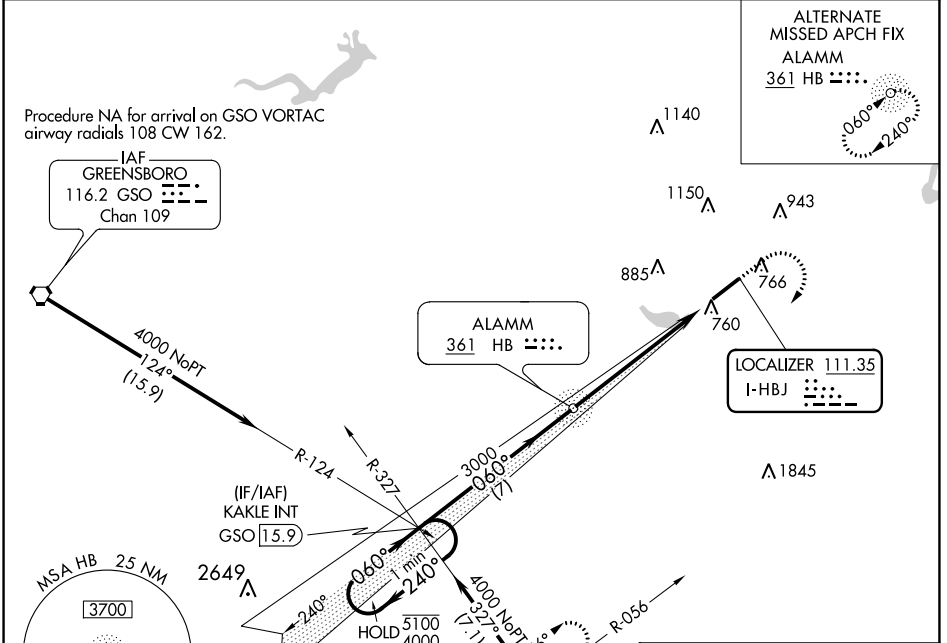 ALTERNATE
MISSED APCH FIX
ALAMM
361 HB
060°
240°
Procedure NA for arrival on GSO VORTAC
airway radials 108 CW 162.
IAF
GREENSBORO
116.2 GSO
Chan 109
1140
1150
943
885
766
760
4000 NoPT
124°
(15.9)
ALAMM
361 HB
LOCALIZER 111.35
I-HBJ
R-124
R-327
3000
060°
(7)
1845
(IF/IAF)
KAKLE INT
GSO 15.9
MSA HB 25 NM
3700
2649
060°
1 min
240°
240°
HOLD 5100
4000
4000 NoPT
327°
(7.1)
R-056